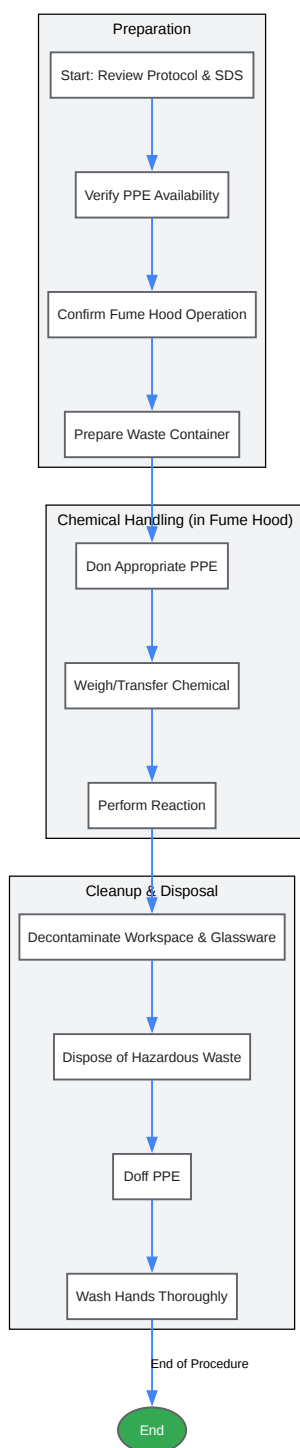 Preparation
Start: Review Protocol & SDS
Verify PPE Availability
Confirm Fume Hood Operation
Prepare Waste Container
Chemical Handling (in Fume Hood)
Don Appropriate PPE
Weigh/Transfer Chemical
Perform Reaction
Cleanup & Disposal
Decontaminate Workspace & Glassware
Dispose of Hazardous Waste
Doff PPE
Wash Hands Thoroughly
End of Procedure
End